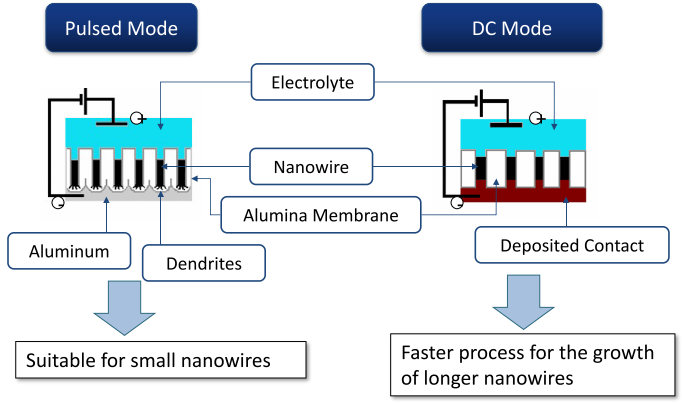 Pulsed Mode
DC Mode
Electrolyte
Nanowire
Alumina Membrane
Aluminum
Dendrites
Deposited Contact
Suitable for small nanowires
Faster process for the growth
of longer nanowires